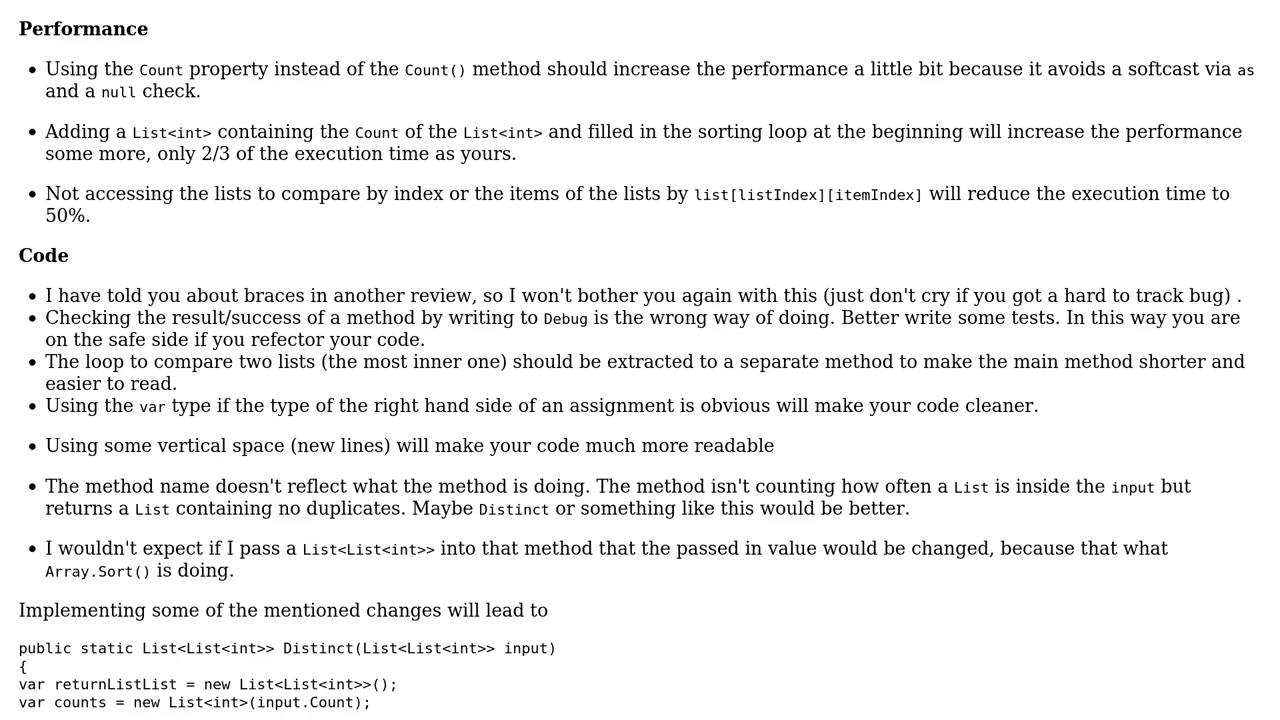 Performance
Using the Count property instead of the Count() method should increase the performance a little bit because it avoids a softcast via as
and a null check.
Adding a List<int> containing the Count of the List<int> and filled in the sorting loop at the beginning will increase the performance
some more, only 2/3 of the execution time as yours.
Not accessing the lists to compare by index or the items of the lists by list[listIndex][itemIndex] will reduce the execution time to
50%.
Code
I have told you about braces in another review, so I won't bother you again with this (just don't cry if you got a hard to track bug) .
Checking the result/success of a method by writing to Debug is the wrong way of doing. Better write some tests. In this way you are
on the safe side if you refector your code.
The loop to compare two lists (the most inner one) should be extracted to a separate method to make the main method shorter and
easier to read.
Using the var type if the type of the right hand side of an assignment is obvious will make your code cleaner.
Using some vertical space (new lines) will make your code much more readable
The method name doesn't reflect what the method is doing. The method isn't counting how often a List is inside the input but
returns a List containing no duplicates. Maybe Distinct or something like this would be better.
I wouldn't expect if I pass a List<List<int>> into that method that the passed in value would be changed, because that what
Array.Sort() is doing.
Implementing some of the mentioned changes will lead to
public static List<List<int>> Distinct(List<List<int>> input)
{
var returnListList = new List<List<int>>();
var counts = new List<int>(input.Count);